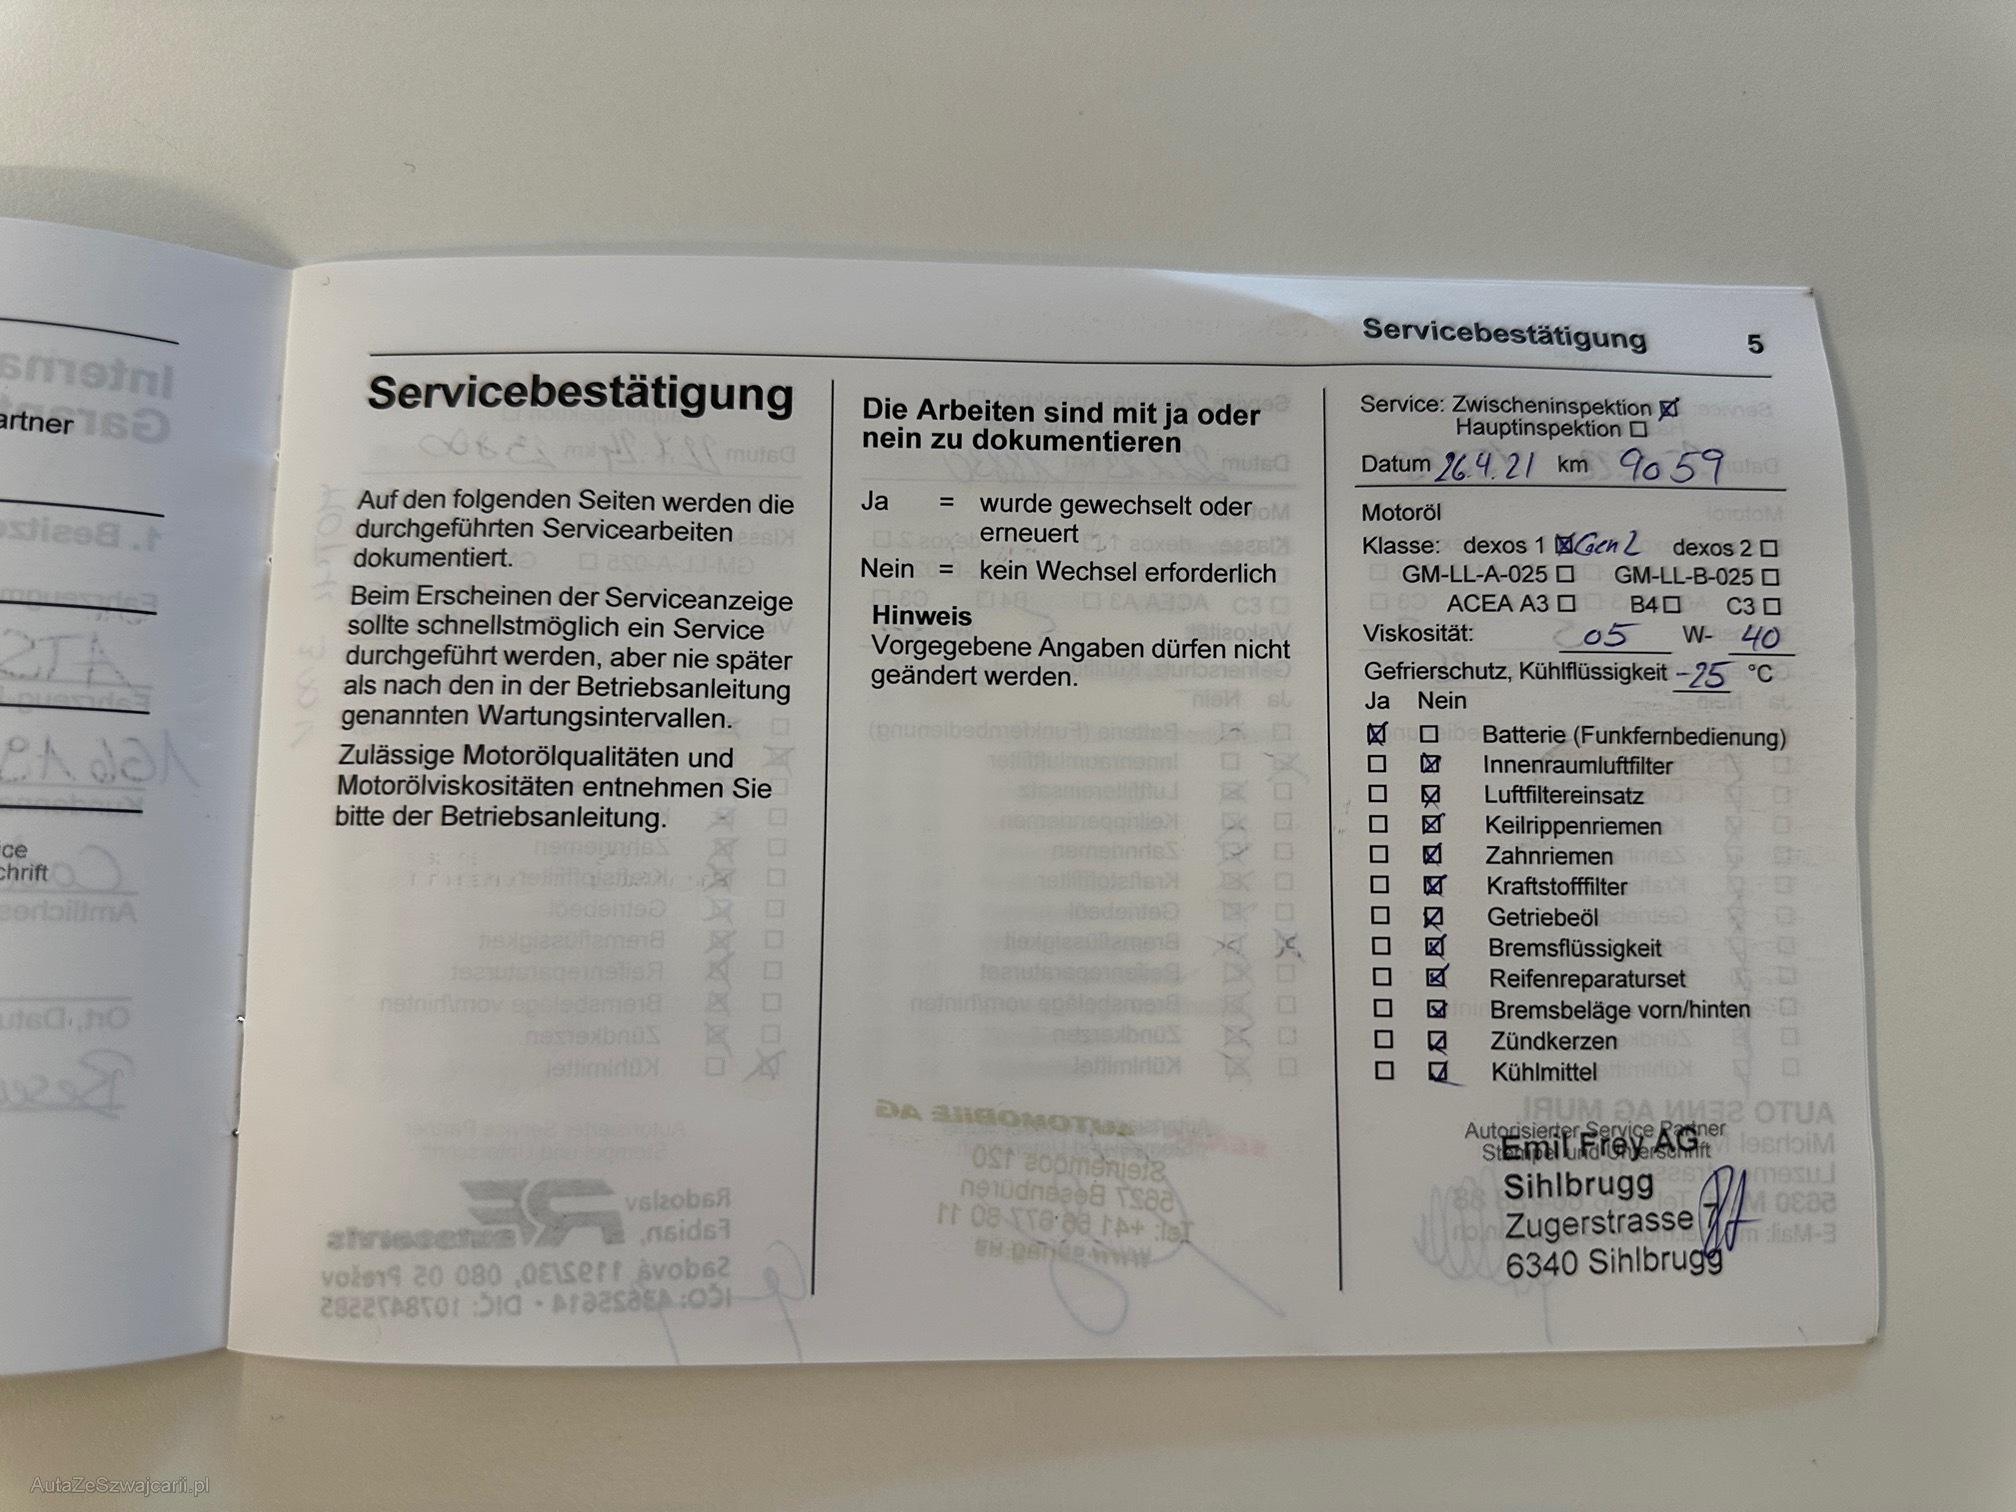 artner
ce
chrift
Servicebestätigung 5
Servicebestätigung
Auf den folgenden Seiten werden die
durchgeführten Servicearbeiten
dokumentiert.
Beim Erscheinen der Serviceanzeige
sollte schnellstmöglich ein Service
durchgeführt werden, aber nie später
als nach den in der Betriebsanleitung
genannten Wartungsintervallen.
Zulässige Motorölqualitäten und
Motorölviskositäten entnehmen Sie
bitte der Betriebsanleitung.
Die Arbeiten sind mit ja oder
nein zu dokumentieren
Ja = wurde gewechselt oder
erneuert
Nein = kein Wechsel erforderlich
Hinweis
Vorgegebene Angaben dürfen nicht
geändert werden.
Service: Zwischeninspektion ☒
Hauptinspektion ☐
Datum 26.4.21 km 9059
Motoröl
Klasse: dexos 1 ☒ Gen 2 dexos 2 ☐
GM-LL-A-025 ☐ GM-LL-B-025 ☐
ACEA A3 ☐ B4 ☐ C3 ☐
Viskosität: 05 W- 40
Gefrierschutz, Kühlflüssigkeit -25 °C
Ja Nein
☒ ☐ Batterie (Funkfernbedienung)
☐ ☒ Innenraumluftfilter
☐ ☒ Luftfiltereinsatz
☐ ☒ Keilrippenriemen
☐ ☒ Zahnriemen
☐ ☒ Kraftstofffilter
☐ ☒ Getriebeöl
☐ ☒ Bremsflüssigkeit
☐ ☒ Reifenreparaturset
☐ ☒ Bremsbeläge vorn/hinten
☐ ☒ Zündkerzen
☐ ☒ Kühlmittel
Autorisierter Service Partner
Stempel und Unterschrift
Emil Frey AG
Sihlbrugg
Zugerstrasse 7
6340 Sihlbrugg
AutaZeSzwajcarii.pl